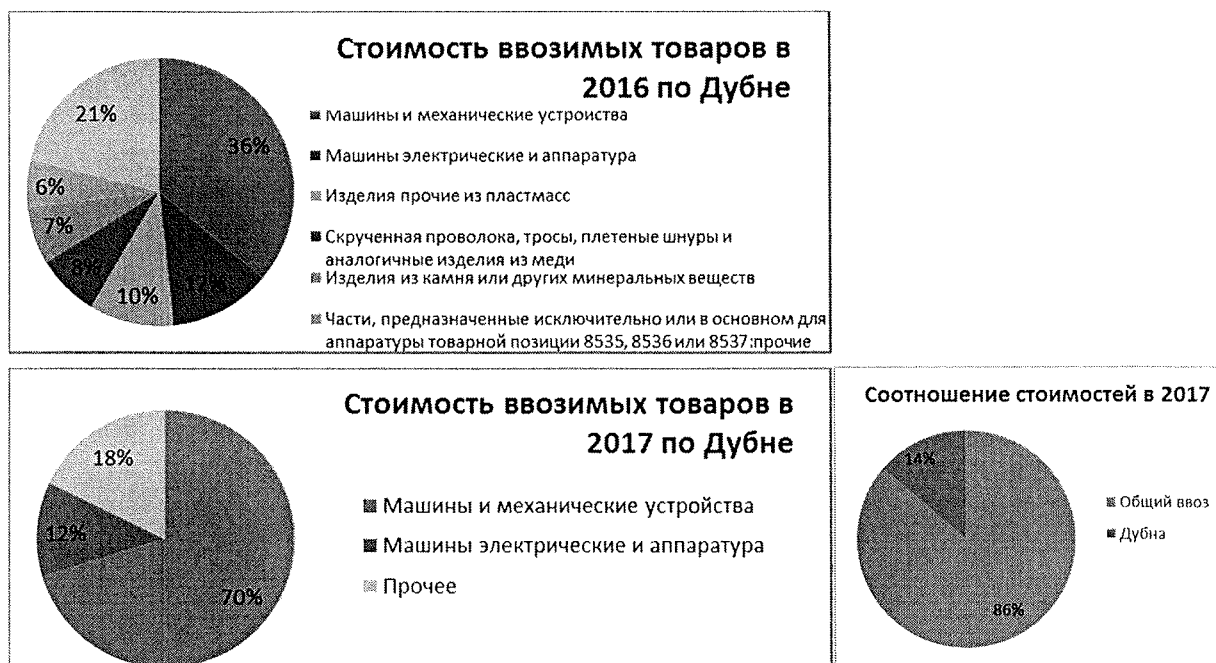 Стоимость ввозимых товаров в
2016 по Дубне
21%
36%
6%
7%
8%
10%
12%
Машины и механические устройства
Машины электрические и аппаратура
Изделия прочие из пластмасс
Скрученная проволока, тросы, плетеные шнуры и
аналогичные изделия из меди
Изделия из камня или других минеральных веществ
Части, предназначенные исключительно или в основном для
аппаратуры товарной позиции 8535, 8536 или 8537:прочие
Стоимость ввозимых товаров в
2017 по Дубне
18%
12%
70%
Машины и механические устройства
Машины электрические и аппаратура
Прочее
Соотношение стоимостей в 2017
14%
86%
Общий ввоз
Дубна